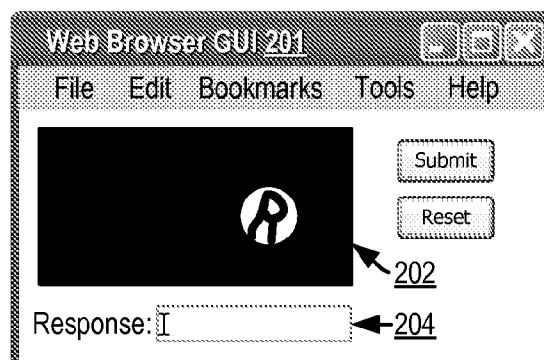 Web Browser GUI 201
File Edit Bookmarks Tools Help
Submit
R
Reset
202
Response:
204